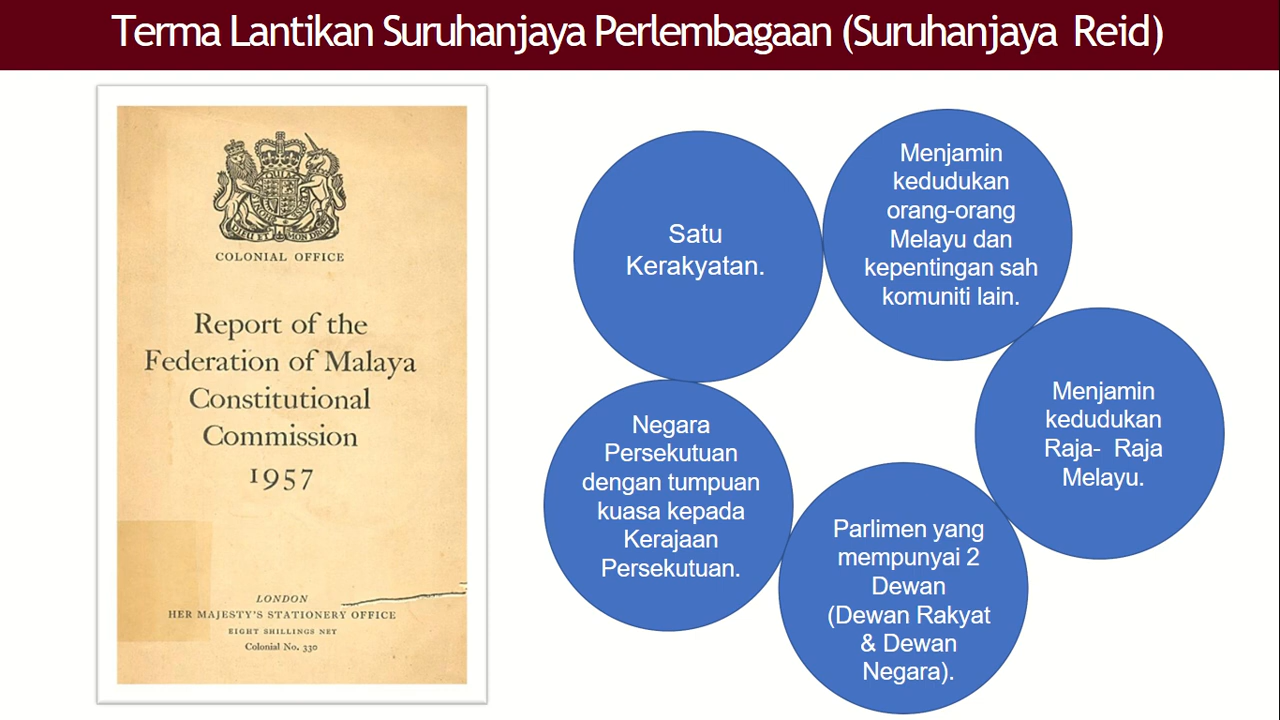 Terma Lantikan Suruhanjaya Perlembagaan (Suruhanjaya Reid)
DIEU ET MON DROIT
COLONIAL OFFICE
Report of the
Federation of Malaya
Constitutional
Commission
1957
LONDON
HER MAJESTY'S STATIONERY OFFICE
EIGHT SHILLINGS NET
Colonial No. 330
Satu
Kerakyatan.
Menjamin
kedudukan
orang-orang
Melayu dan
kepentingan sah
komuniti lain.
Menjamin
kedudukan
Raja- Raja
Melayu.
Parlimen yang
mempunyai 2
Dewan
(Dewan Rakyat
& Dewan
Negara).
Negara
Persekutuan
dengan tumpuan
kuasa kepada
Kerajaan
Persekutuan.